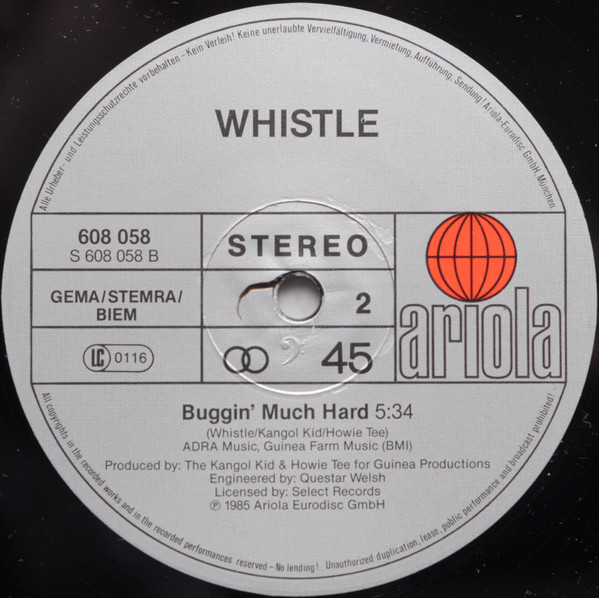 Alle Urheber- und Leistungsschutzrechte vorbehalten – Kein Verleih! Keine unerlaubte Vervielfältigung, Vermietung, Aufführung, Sendung! Ariola-Eurodisc GmbH, München.
WHISTLE
608 058
S 608 058 B
STEREO
GEMA/STEMRA/
BIEM
2
ariola
LC 0116
45
Buggin' Much Hard 5:34
(Whistle/Kangol Kid/Howie Tee)
ADRA Music, Guinea Farm Music (BMI)
Produced by: The Kangol Kid & Howie Tee for Guinea Productions
Engineered by: Questar Welsh
Licensed by: Select Records
Ⓟ 1985 Ariola Eurodisc GmbH
All copyrights in the recorded works and in the recorded performances reserved – No lending! Unauthorized duplication, lease, public performance and broadcast prohibited!